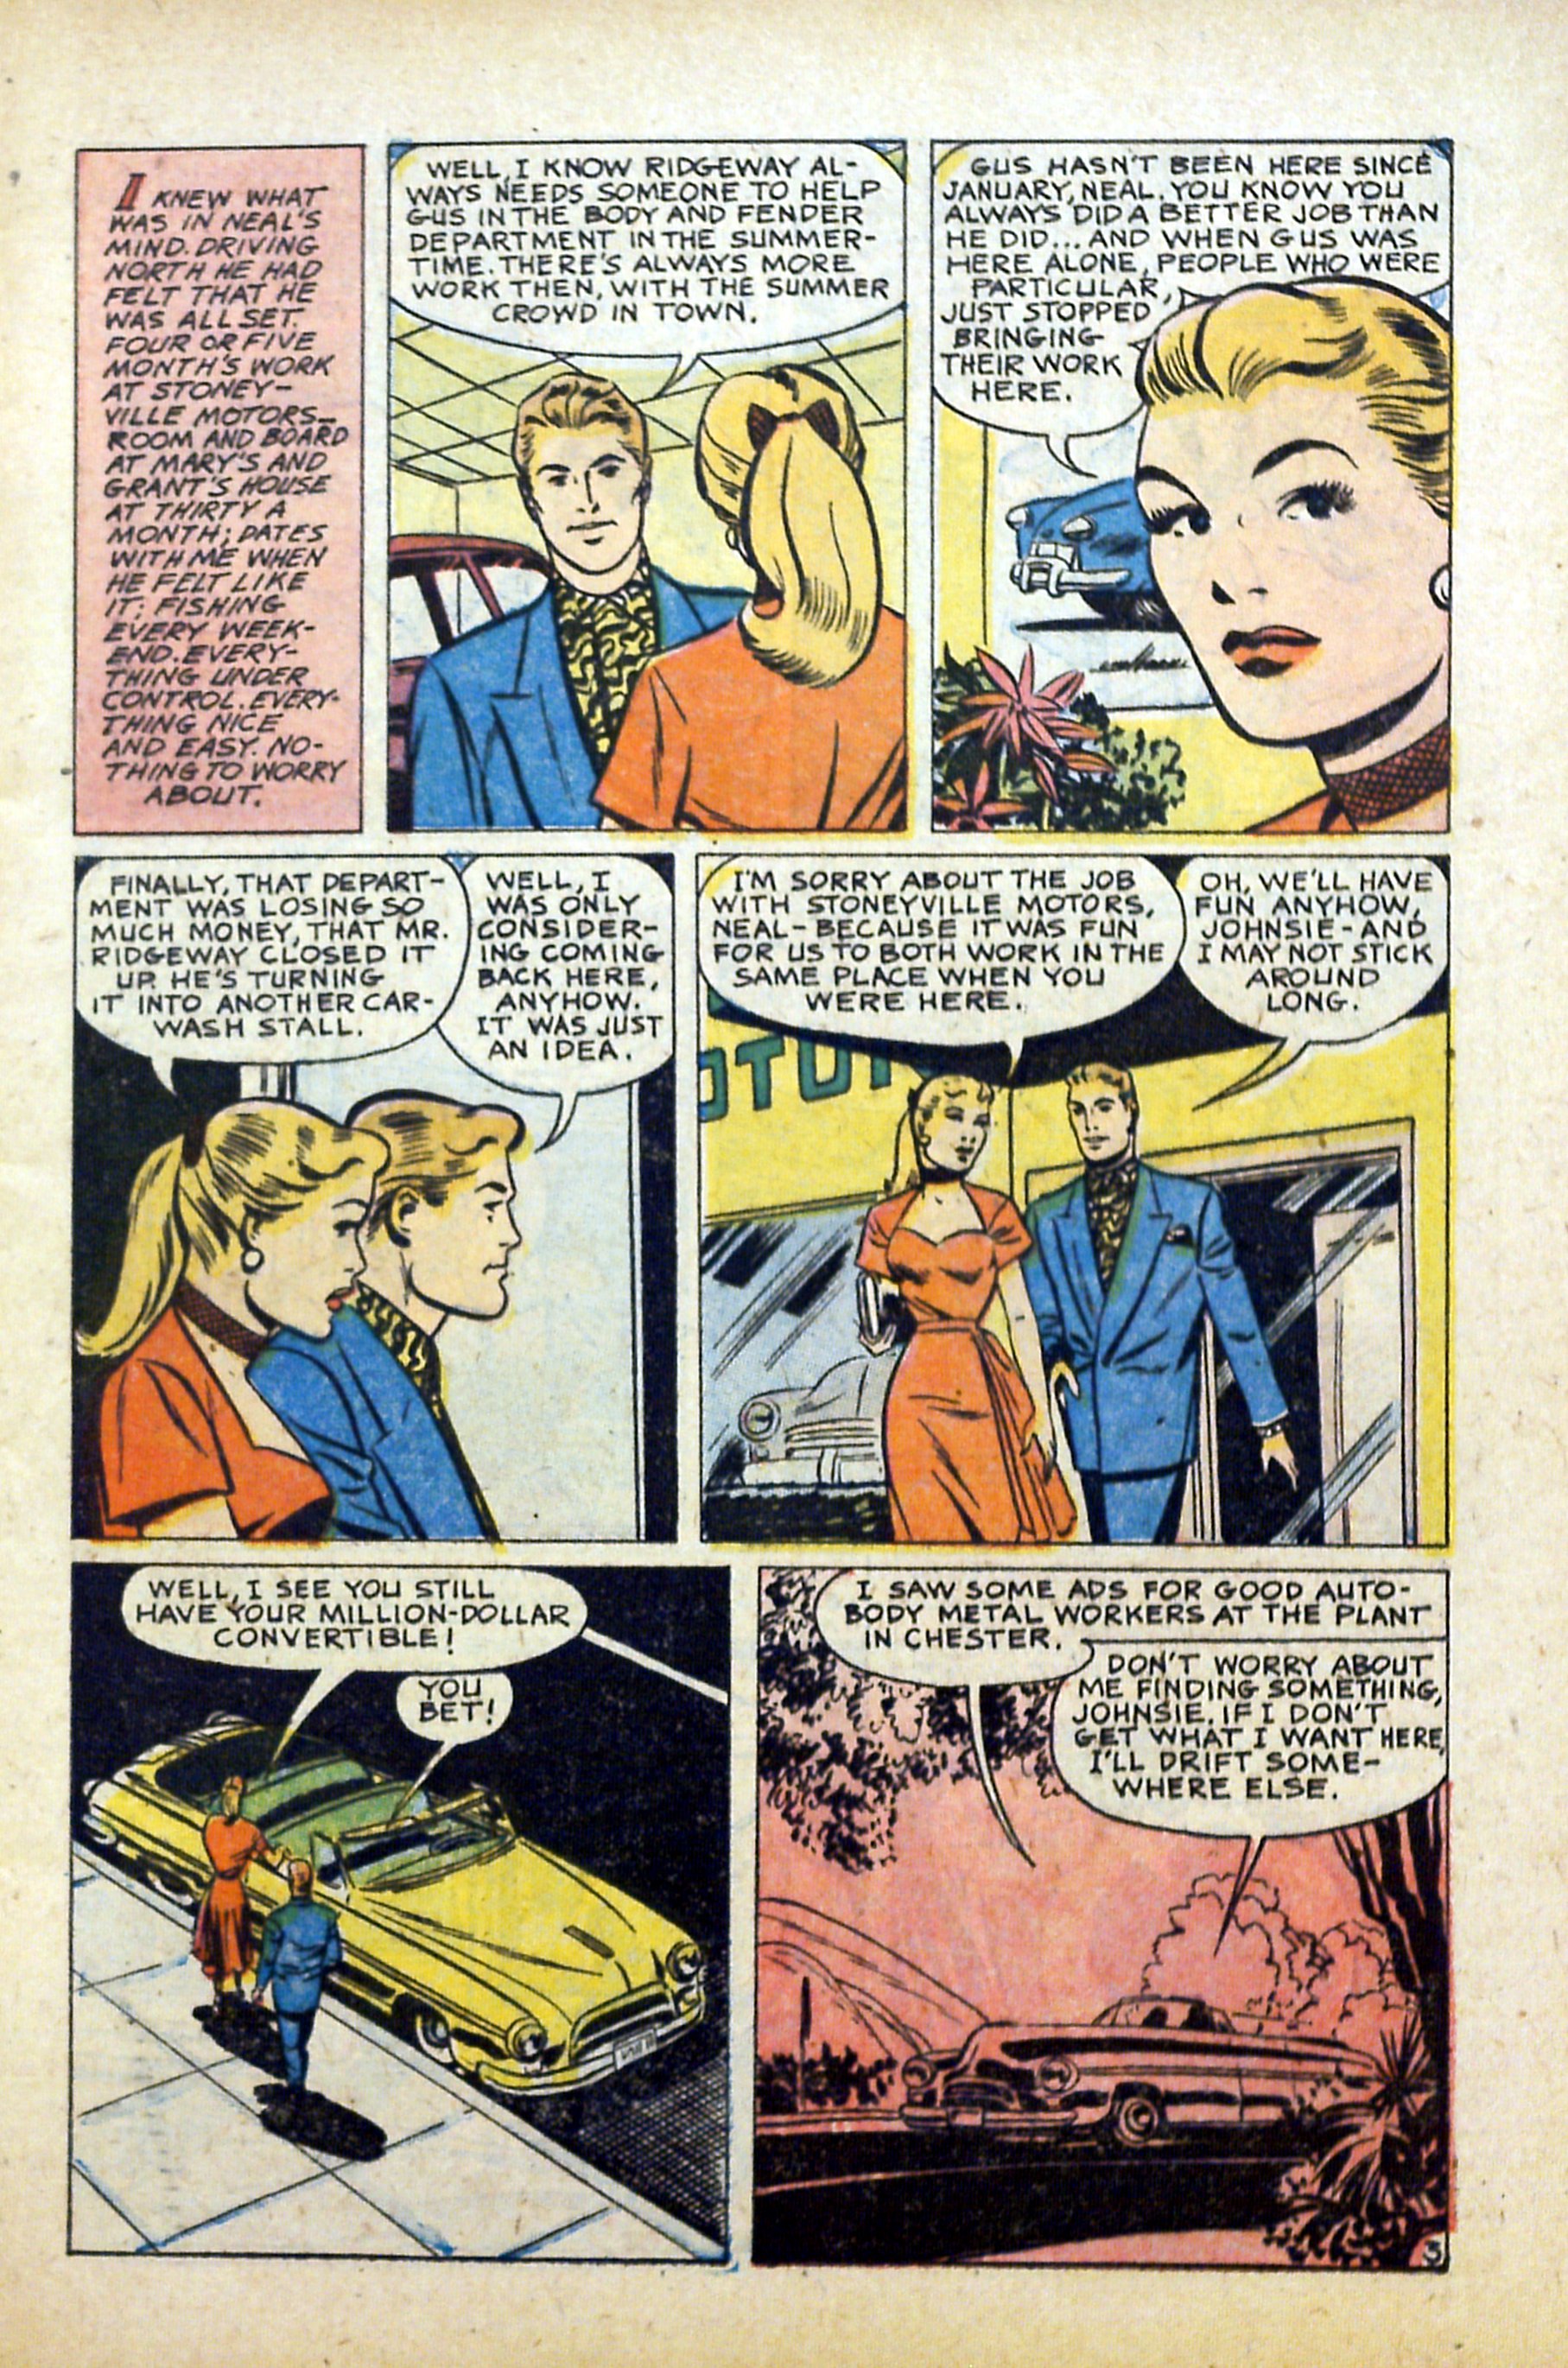 I KNEW WHAT
WAS IN NEAL'S
MIND. DRIVING
NORTH HE HAD
FELT THAT HE
WAS ALL SET.
FOUR OR FIVE
MONTH'S WORK
AT STONEY-
VILLE MOTORS-
ROOM AND BOARD
AT MARY'S AND
GRANT'S HOUSE
AT THIRTY A
MONTH; DATES
WITH ME WHEN
HE FELT LIKE
IT; FISHING
EVERY WEEK-
END. EVERY-
THING UNDER
CONTROL. EVERY-
THING NICE
AND EASY. NO-
THING TO WORRY
ABOUT.
WELL, I KNOW RIDGEWAY AL-
WAYS NEEDS SOMEONE TO HELP
GUS IN THE BODY AND FENDER
DEPARTMENT IN THE SUMMER-
TIME. THERE'S ALWAYS MORE
WORK THEN, WITH THE SUMMER
CROWD IN TOWN.
GUS HASN'T BEEN HERE SINCE
JANUARY, NEAL. YOU KNOW YOU
ALWAYS DID A BETTER JOB THAN
HE DID... AND WHEN GUS WAS
HERE ALONE, PEOPLE WHO WERE
PARTICULAR,
JUST STOPPED
BRINGING
THEIR WORK
HERE.
FINALLY, THAT DEPART-
MENT WAS LOSING SO
MUCH MONEY, THAT MR.
RIDGEWAY CLOSED IT
UP. HE'S TURNING
IT INTO ANOTHER CAR-
WASH STALL.
WELL, I
WAS ONLY
CONSIDER-
ING COMING
BACK HERE,
ANYHOW.
IT WAS JUST
AN IDEA.
I'M SORRY ABOUT THE JOB
WITH STONEYVILLE MOTORS,
NEAL-BECAUSE IT WAS FUN
FOR US TO BOTH WORK IN THE
SAME PLACE WHEN YOU
WERE HERE.
OH, WE'LL HAVE
FUN ANYHOW,
JOHNSIE-AND
I MAY NOT STICK
AROUND
LONG.
OTOR
WELL, I SEE YOU STILL
HAVE YOUR MILLION-DOLLAR
CONVERTIBLE!
YOU
BET!
I SAW SOME ADS FOR GOOD AUTO-
BODY METAL WORKERS AT THE PLANT
IN CHESTER.
DON'T WORRY ABOUT
ME FINDING SOMETHING,
JOHNSIE. IF I DON'T
GET WHAT I WANT HERE,
I'LL DRIFT SOME-
WHERE ELSE.
3